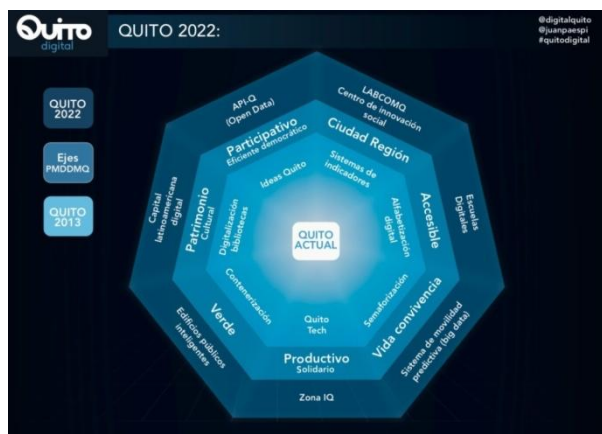 Quito
digital
QUITO 2022:
@digitalquito
@juanpaespi
#quitodigital
QUITO
2022
Ejes
PMDDMQ
QUITO
2013
API-Q
(Open Data)
LABCOMQ
Centro de innovación
social
Escuelas
Digitales
Sistema de movilidad
predictiva (big data)
Zona IQ
Edificios públicos
inteligentes
Capital
latinoamericana
digital
Participativo
Eficiente democrático
Ciudad Región
Accesible
Vida convivencia
Productivo
Solidario
Verde
Patrimonio
Cultural
Ideas Quito
Sistemas de
indicadores
Alfabetización
digital
Semaforización
Quito
Tech
Contenerización
Digitalización
bibliotecas
QUITO
ACTUAL